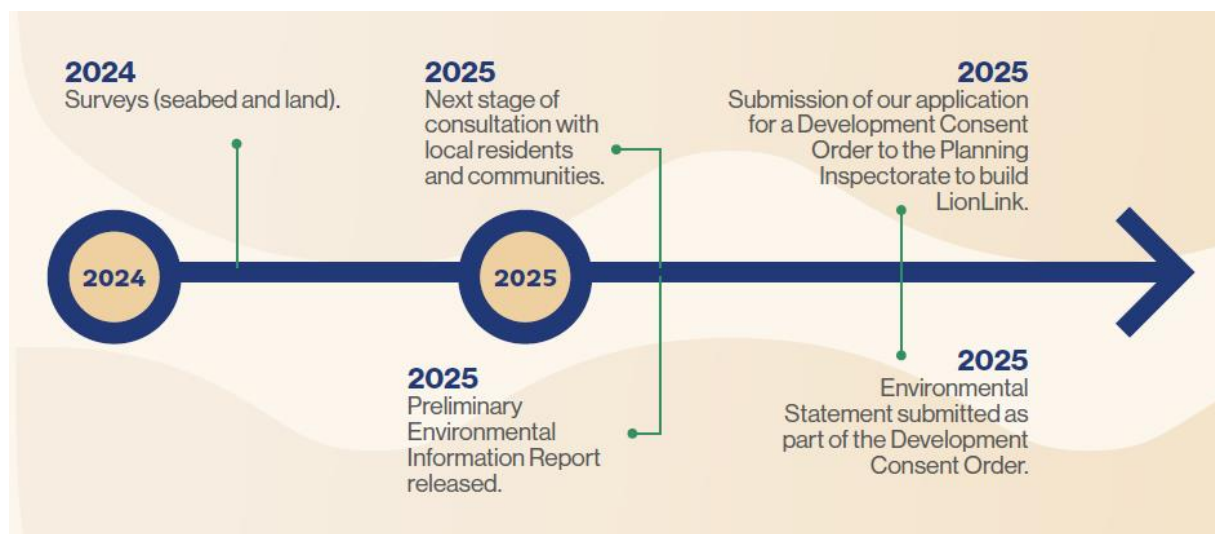 2024
Surveys (seabed and land).
2025
Next stage of
consultation with
local residents
and communities.
2025
Submission of our application
for a Development Consent
Order to the Planning
Inspectorate to build
LionLink.
2024
2025
2025
Preliminary
Environmental
Information Report
released.
2025
Environmental
Statement submitted as
part of the Development
Consent Order.